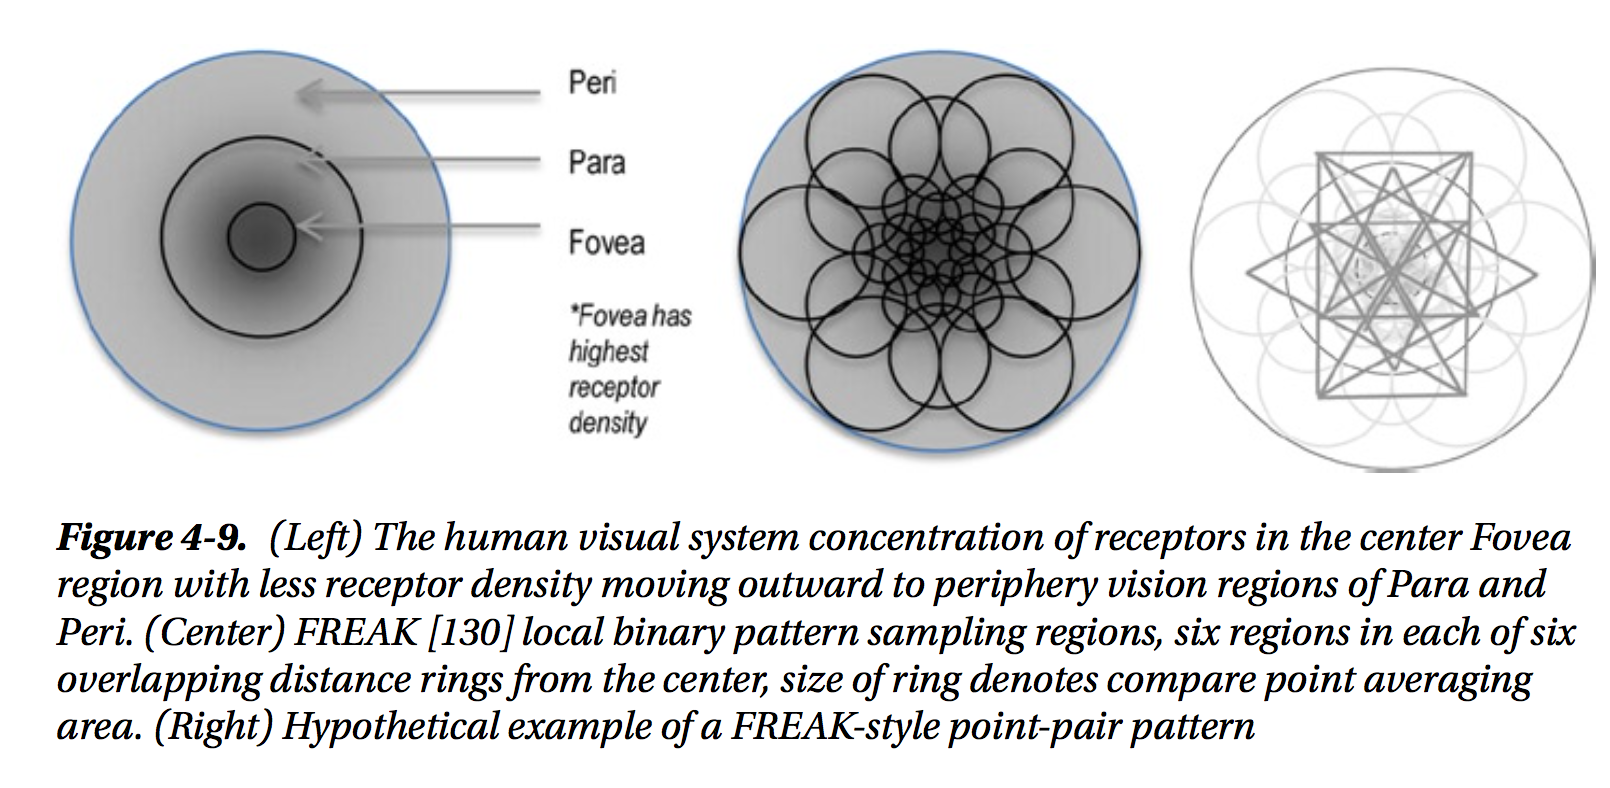 Peri
Para
Fovea
*Fovea has
highest
receptor
density
Figure 4-9. (Left) The human visual system concentration of receptors in the center Fovea
region with less receptor density moving outward to periphery vision regions of Para and
Peri. (Center) FREAK [130] local binary pattern sampling regions, six regions in each of six
overlapping distance rings from the center, size of ring denotes compare point averaging
area. (Right) Hypothetical example of a FREAK-style point-pair pattern